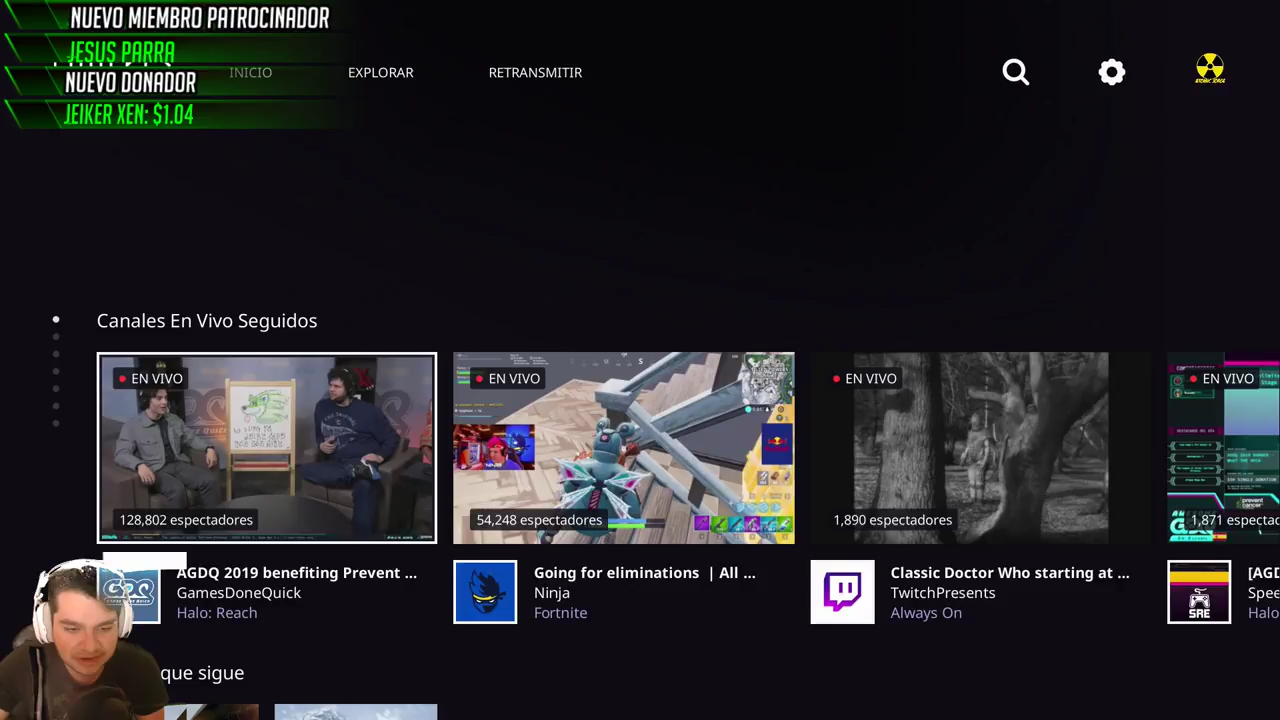 NUEVO MIEMBRO PATROCINADOR
JESUS PARRA
NUEVO DONADOR
JEIKER XEN: $1.04
INICIO
EXPLORAR
RETRANSMITIR
Canales En Vivo Seguidos
EN VIVO
128,802 espectadores
AGDQ 2019 benefiting Prevent ...
GamesDoneQuick
Halo: Reach
EN VIVO
54,248 espectadores
Going for eliminations | All ...
Ninja
Fortnite
EN VIVO
1,890 espectadores
Classic Doctor Who starting at ...
TwitchPresents
Always On
EN VIVO
1,871 especta
SRE
[AGD
Spee
Halo
que sigue